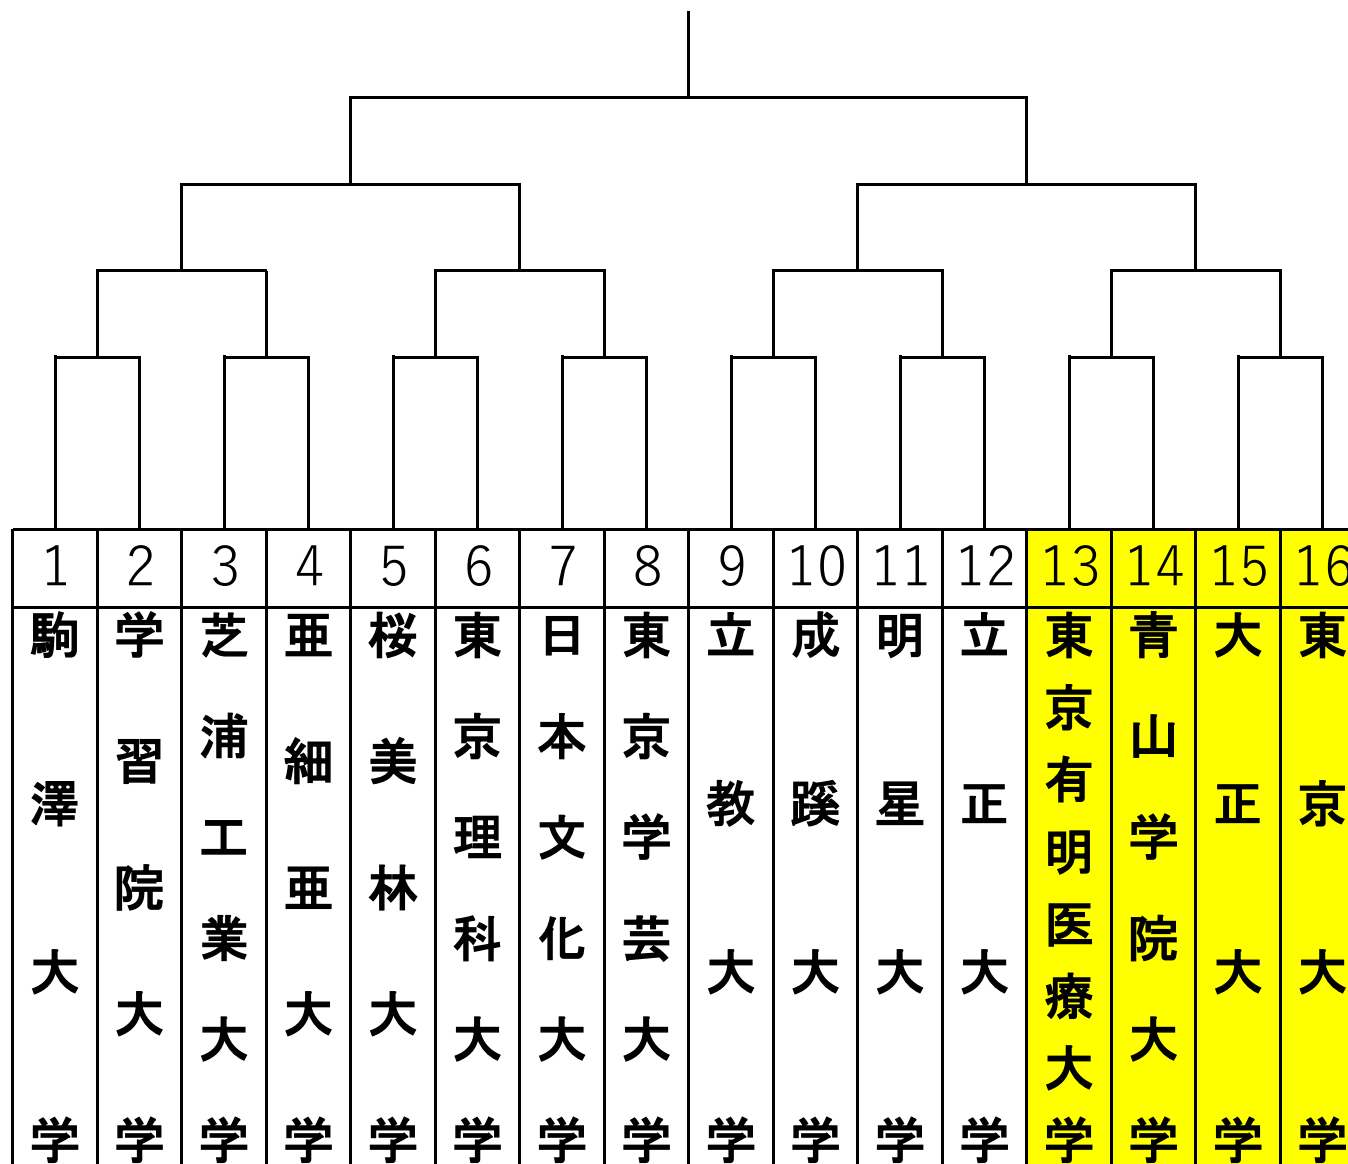 1 2 3 4 5 6 7 8 9 10 11 12 13 14 15 16
駒澤大学
学習院大学
芝浦工業大学
亜細亜大学
桜美林大学
東京理科大学
日本文化大学
東京学芸大学
立教大学
成蹊大学
明星大学
立正大学
東京有明医療大学
青山学院大学
大正大学
東京大学